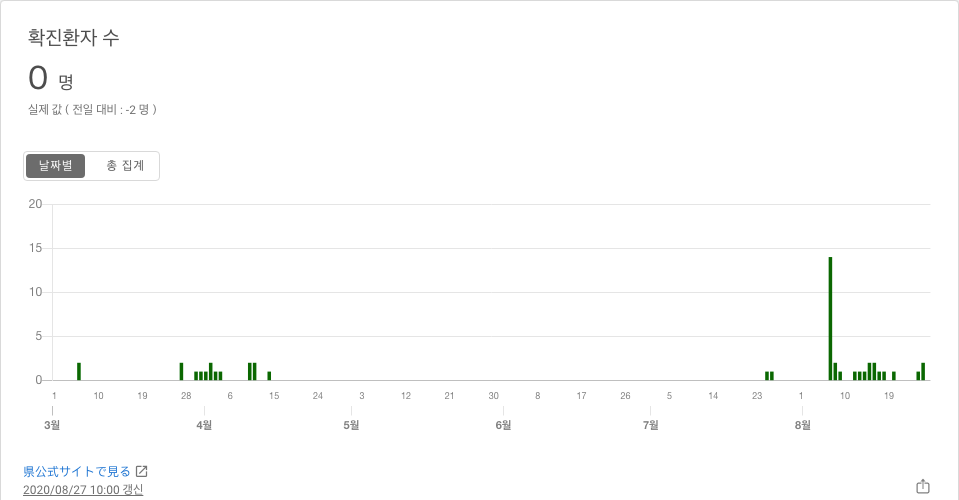 확진환자 수
0 명
실제 값 ( 전일 대비 : -2 명 )
날짜별 총 집계
20
15
10
5
0
1 10 19 28 6 15 24 3 12 21 30 8 17 26 5 14 23 1 10 19
3월 4월 5월 6월 7월 8월
県公式サイトで見る
2020/08/27 10:00 갱신